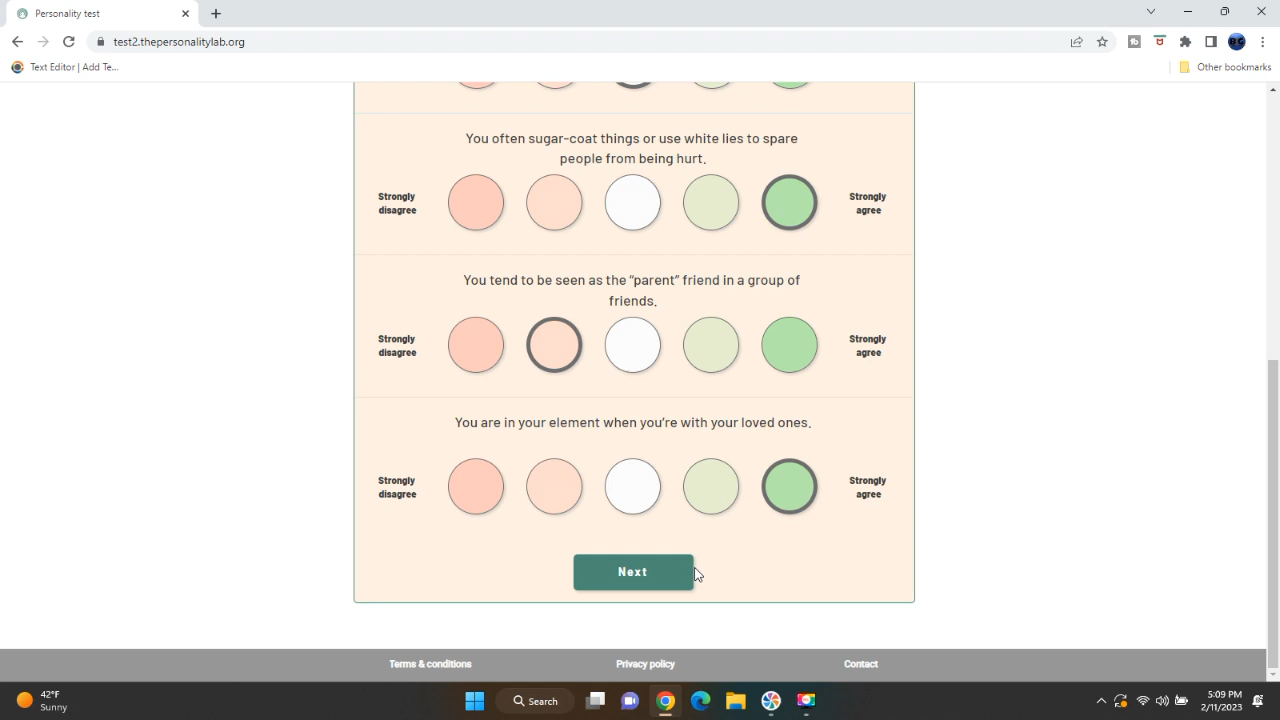 Personality test
test2.thepersonalitylab.org
Text Editor | Add Te...
Other bookmarks
You often sugar-coat things or use white lies to spare
people from being hurt.
Strongly
disagree
Strongly
agree
You tend to be seen as the “parent” friend in a group of
friends.
Strongly
disagree
Strongly
agree
You are in your element when you’re with your loved ones.
Strongly
disagree
Strongly
agree
Next
Terms & conditions
Privacy policy
Contact
42°F
Sunny
Search
5:09 PM
2/11/2023